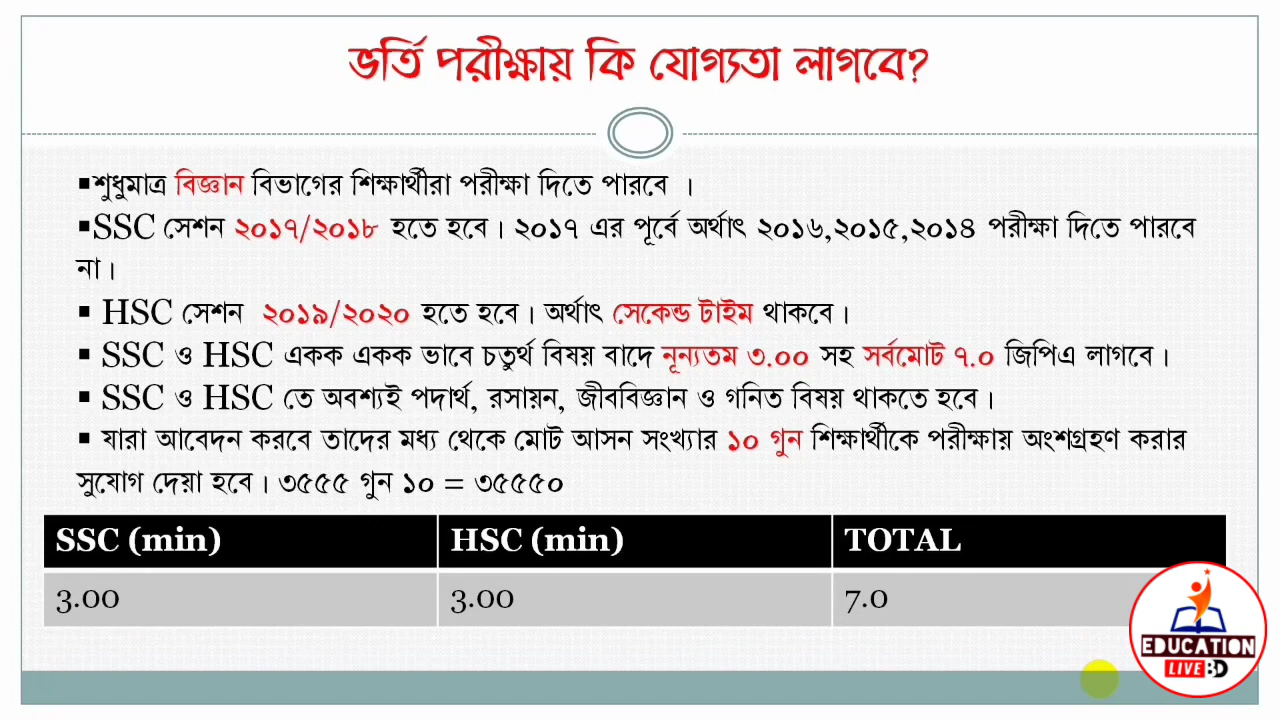 ভর্তি পরীক্ষায় কি যোগ্যতা লাগবে?
▪শুধুমাত্র বিজ্ঞান বিভাগের শিক্ষার্থীরা পরীক্ষা দিতে পারবে ।
▪SSC সেশন ২০১৭/২০১৮ হতে হবে। ২০১৭ এর পূর্বে অর্থাৎ ২০১৬,২০১৫,২০১৪ পরীক্ষা দিতে পারবে
না।
▪ HSC সেশন ২০১৯/২০২০ হতে হবে। অর্থাৎ সেকেন্ড টাইম থাকবে।
▪ SSC ও HSC একক একক ভাবে চতুর্থ বিষয় বাদে নূন্যতম ৩.০০ সহ সর্বমোট ৭.০ জিপিএ লাগবে।
▪ SSC ও HSC তে অবশ্যই পদার্থ, রসায়ন, জীববিজ্ঞান ও গনিত বিষয় থাকতে হবে।
▪ যারা আবেদন করবে তাদের মধ্য থেকে মোট আসন সংখ্যার ১০ গুন শিক্ষার্থীকে পরীক্ষায় অংশগ্রহণ করার
সুযোগ দেয়া হবে। ৩৫৫৫ গুন ১০ = ৩৫৫৫০
SSC (min) HSC (min) TOTAL
3.00 3.00 7.0
EDUCATION
LIVE BD